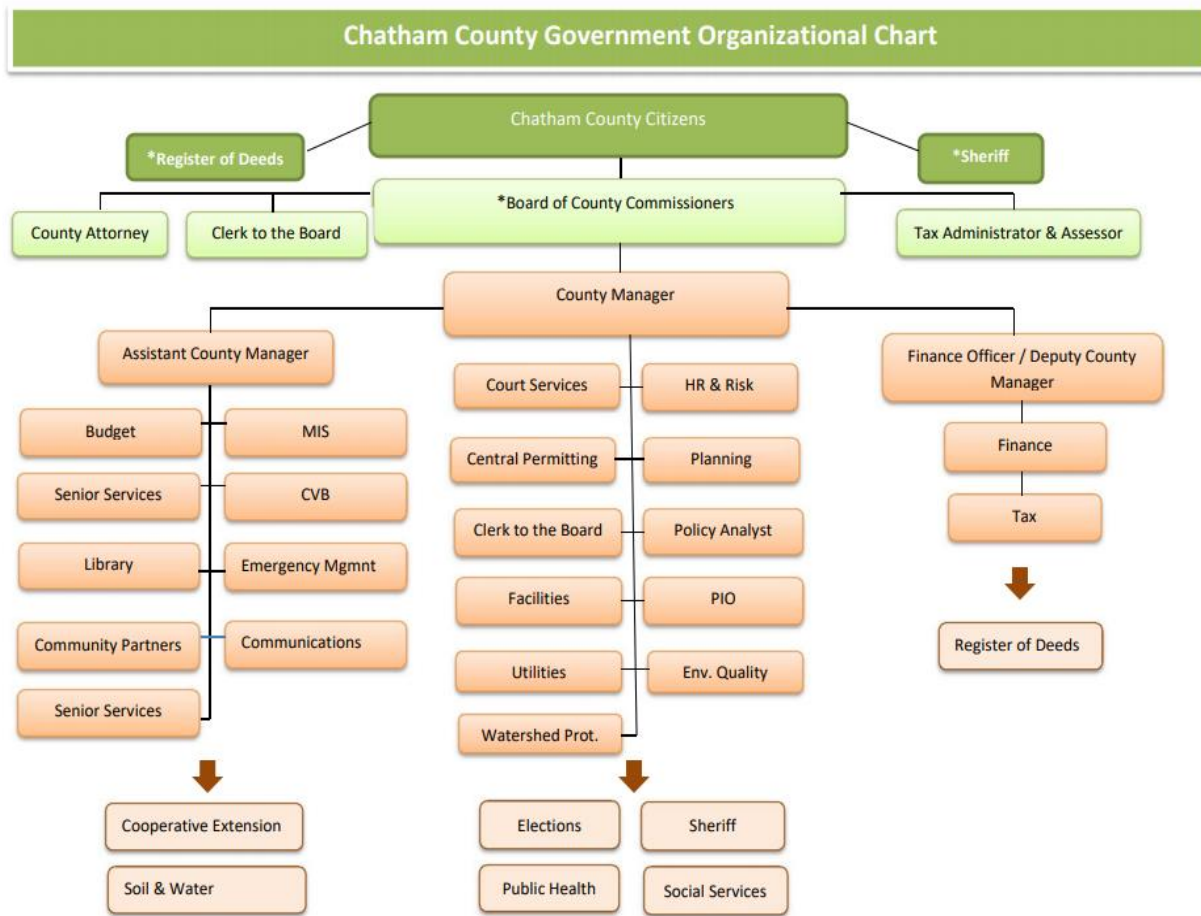 Chatham County Government Organizational Chart
Chatham County Citizens
*Register of Deeds
*Sheriff
*Board of County Commissioners
County Attorney
Clerk to the Board
Tax Administrator & Assessor
County Manager
Assistant County Manager
Finance Officer / Deputy County
Manager
Court Services
HR & Risk
Budget
MIS
Finance
Central Permitting
Planning
Senior Services
CVB
Tax
Clerk to the Board
Policy Analyst
Library
Emergency Mgmnt
Facilities
PIO
Community Partners
Communications
Register of Deeds
Utilities
Env. Quality
Senior Services
Watershed Prot.
Cooperative Extension
Elections
Sheriff
Soil & Water
Public Health
Social Services